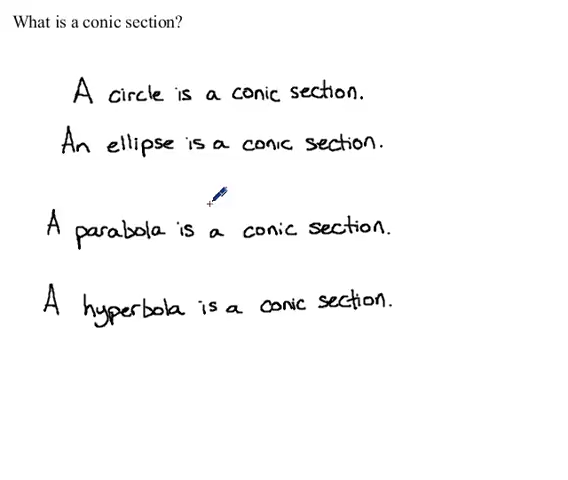 What is a conic section?
A circle is a conic section.
An ellipse is a conic section.
A parabola is a conic section.
A hyperbola is a conic section.